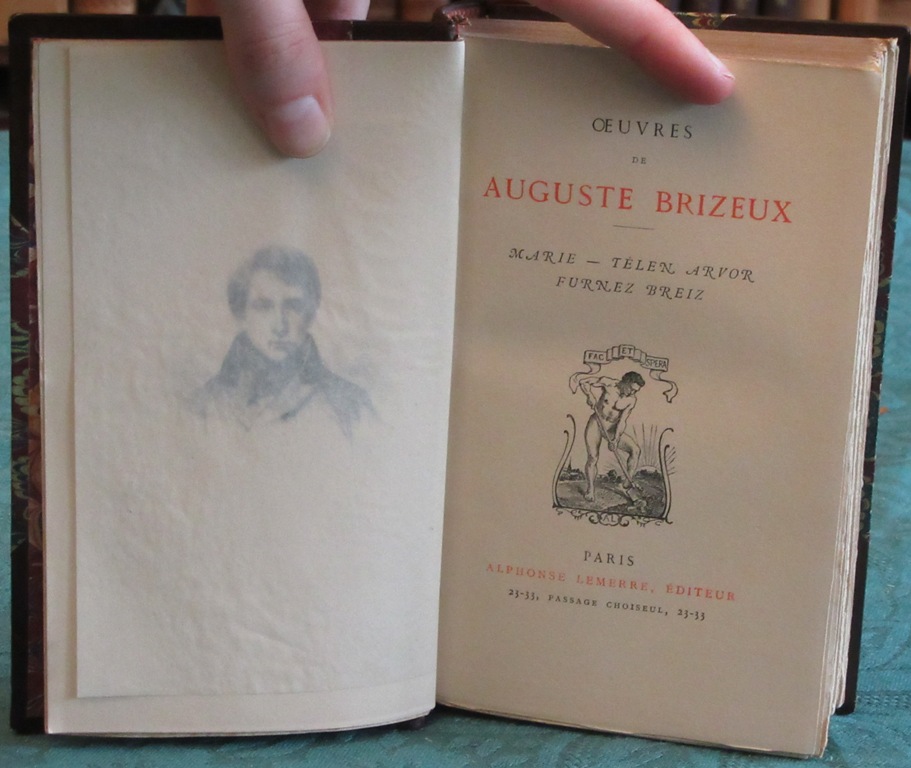 ŒUVRES
DE
AUGUSTE BRIZEUX
MARIE — TÉLEN ARVOR
FURNEZ BREIZ
FAC ET SPERA
AL
PARIS
ALPHONSE LEMERRE, ÉDITEUR
23-33, PASSAGE CHOISEUL, 23-33